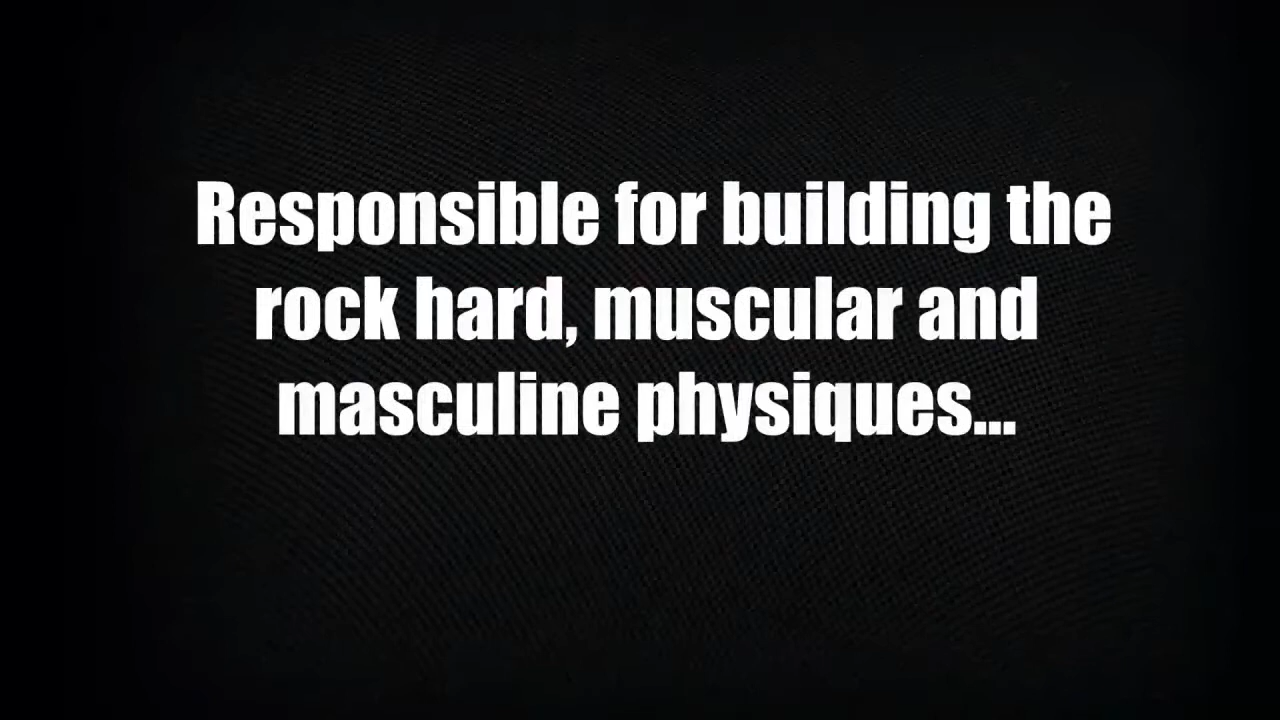 Responsible for building the
rock hard, muscular and
masculine physiques...